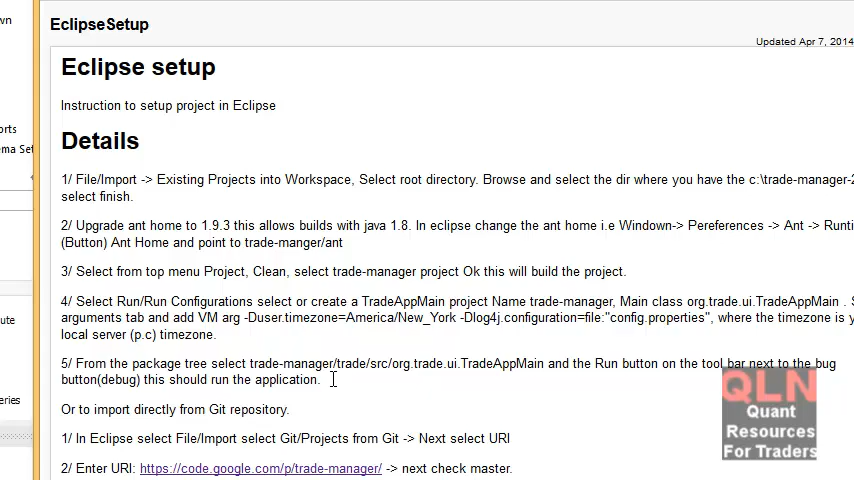 wn
EclipseSetup
Updated Apr 7, 2014
Eclipse setup
Instruction to setup project in Eclipse
orts
Details
ema Set
1/ File/Import -> Existing Projects into Workspace, Select root directory. Browse and select the dir where you have the c:\trade-manager-2
select finish.
2/ Upgrade ant home to 1.9.3 this allows builds with java 1.8. In eclipse change the ant home i.e Window-> Pereferences -> Ant -> Runti
(Button) Ant Home and point to trade-manger/ant
3/ Select from top menu Project, Clean, select trade-manager project Ok this will build the project.
4/ Select Run/Run Configurations select or create a TradeAppMain project Name trade-manager, Main class org.trade.ui.TradeAppMain . S
ute
arguments tab and add VM arg -Duser.timezone=America/New_York -Dlog4j.configuration=file:"config.properties", where the timezone is y
local server (p.c) timezone.
5/ From the package tree select trade-manager/trade/src/org.trade.ui.TradeAppMain and the Run button on the tool bar next to the bug
button(debug) this should run the application.
QLN
eries
Or to import directly from Git repository.
Quant
Resources
For Traders
1/ In Eclipse select File/Import select Git/Projects from Git -> Next select URI
2/ Enter URI: https://code.google.com/p/trade-manager/ -> next check master.